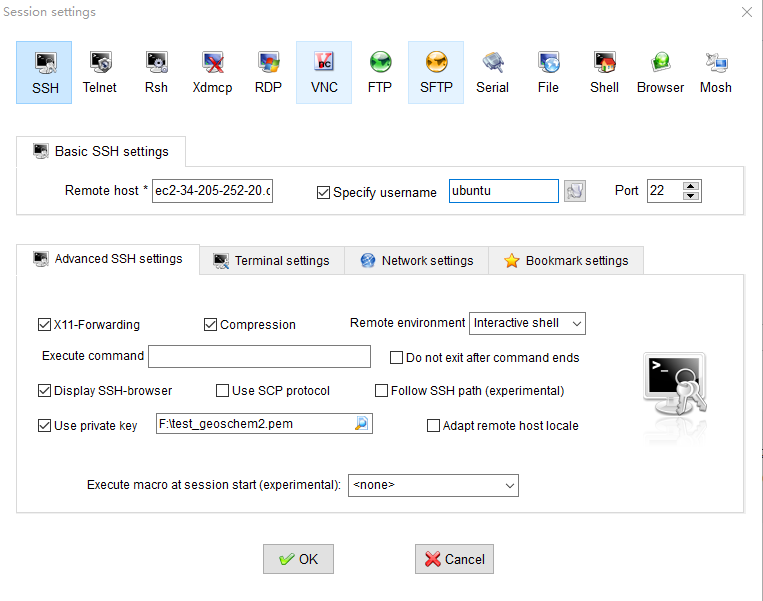 Session settings
SSH Telnet Rsh Xdmcp RDP VNC FTP SFTP Serial File Shell Browser Mosh
Basic SSH settings
Remote host * ec2-34-205-252-20.c Specify username ubuntu Port 22
Advanced SSH settings Terminal settings Network settings Bookmark settings
X11-Forwarding Compression Remote environment Interactive shell
Execute command Do not exit after command ends
Display SSH-browser Use SCP protocol Follow SSH path (experimental)
Use private key F:\test_geoschem2.pem Adapt remote host locale
Execute macro at session start (experimental): <none>
OK Cancel